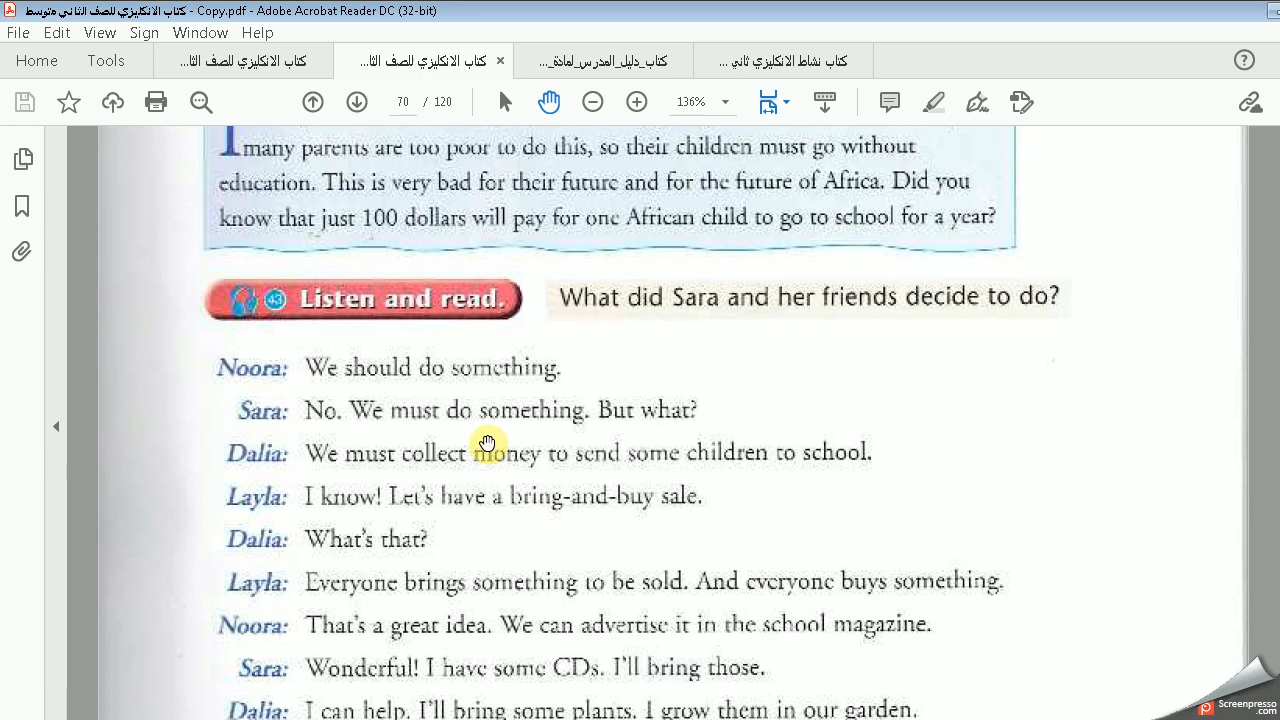 كتاب الانكليزي للصف الثاني متوسط - Copy.pdf - Adobe Acrobat Reader DC (32-bit)
File Edit View Sign Window Help
Home Tools كتاب الانكليزي للصف الثا... كتاب الانكليزي للصف الثا... × كتاب_دليل_المدرس_لمادة_... كتاب نشاط الانكليزي ثاني ...
70 / 120 136%
I many parents are too poor to do this, so their children must go without
education. This is very bad for their future and for the future of Africa. Did you
know that just 100 dollars will pay for one African child to go to school for a year?
43 Listen and read. What did Sara and her friends decide to do?
Noora: We should do something.
Sara: No. We must do something. But what?
Dalia: We must collect money to send some children to school.
Layla: I know! Let's have a bring-and-buy sale.
Dalia: What's that?
Layla: Everyone brings something to be sold. And everyone buys something.
Noora: That's a great idea. We can advertise it in the school magazine.
Sara: Wonderful! I have some CDs. I'll bring those.
Dalia: I can help. I'll bring some plants. I grow them in our garden.
Screenpresso
.com